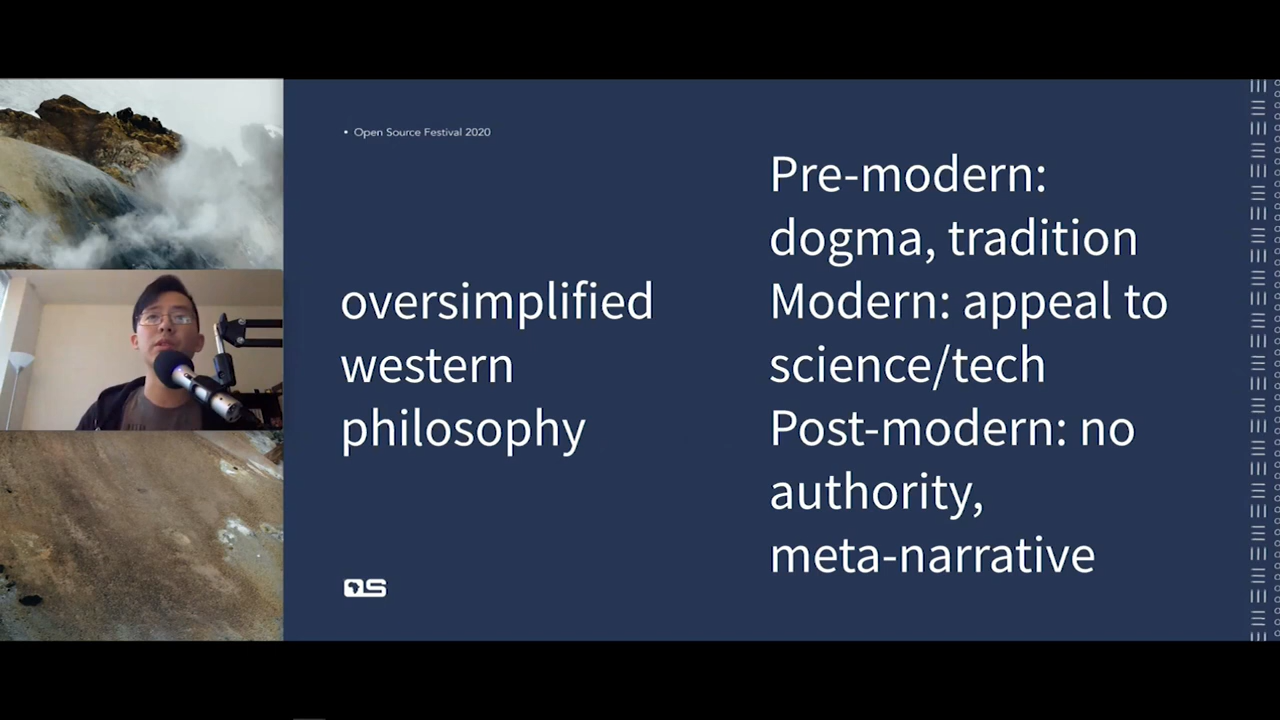 • Open Source Festival 2020
oversimplified
western
philosophy
Pre-modern:
dogma, tradition
Modern: appeal to
science/tech
Post-modern: no
authority,
meta-narrative